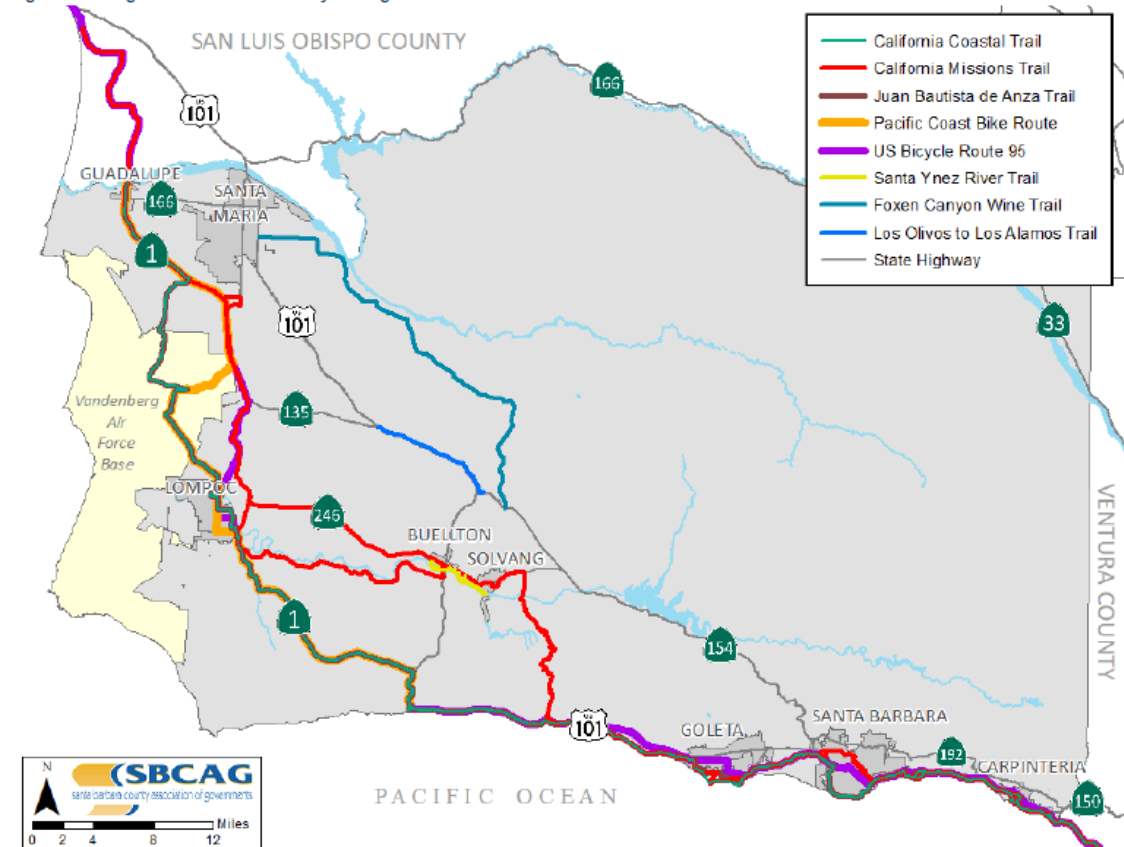 SAN LUIS OBISPO COUNTY
California Coastal Trail
California Missions Trail
Juan Bautista de Anza Trail
Pacific Coast Bike Route
US Bicycle Route 95
Santa Ynez River Trail
Foxen Canyon Wine Trail
Los Olivos to Los Alamos Trail
State Highway
166
US
101
GUADALUPE
166
SANTA
MARIA
1
US
101
33
135
Vandenberg
Air
Force
Base
LOMPOC
246
BUELLTON
SOLVANG
1
154
VENTURA COUNTY
US
101
GOLETA
SANTA BARBARA
192
CARPINTERIA
150
PACIFIC OCEAN
N
SBCAG
santa barbara county association of governments
Miles
0 2 4 8 12